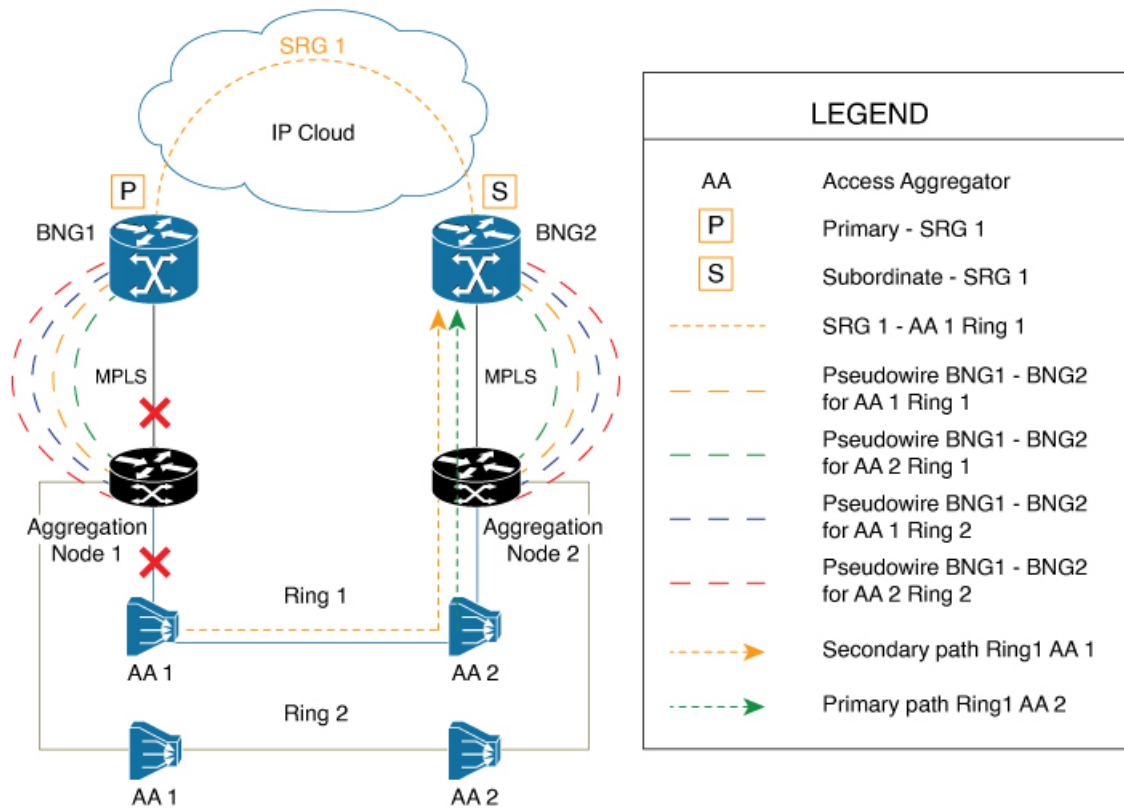 SRG 1
IP Cloud
P
S
BNG1
BNG2
MPLS
MPLS
Aggregation
Node 1
Aggregation
Node 2
Ring 1
AA 1
AA 2
Ring 2
AA 1
AA 2
LEGEND
AA Access Aggregator
P Primary - SRG 1
S Subordinate - SRG 1
SRG 1 - AA 1 Ring 1
Pseudowire BNG1 - BNG2
for AA 1 Ring 1
Pseudowire BNG1 - BNG2
for AA 2 Ring 1
Pseudowire BNG1 - BNG2
for AA 1 Ring 2
Pseudowire BNG1 - BNG2
for AA 2 Ring 2
Secondary path Ring1 AA 1
Primary path Ring1 AA 2